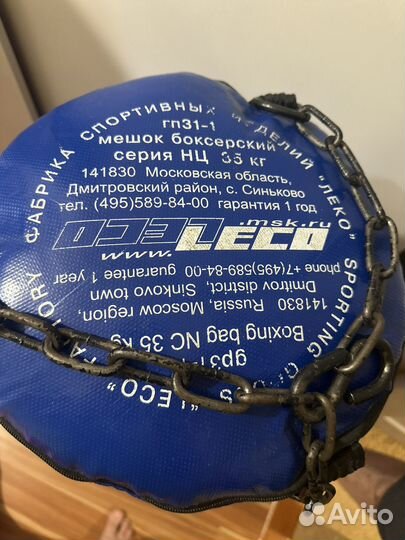 ФАБРИКА СПОРТИВНЫХ ИЗДЕЛИЙ "ЛЕКО"
гп31-1
мешок боксерский
серия НЦ 35 кг
141830 Московская область,
Дмитровский район, с. Синьково
тел. (495)589-84-00 гарантия 1 год
www.LECO.msk.ru
SPORTING "LECO"
Boxing bag NC 35 kg
141830 Russia, Moscow region,
Dmitrov district, Sinkovo town
phone +7(495)589-84-00 guarantee 1 year
Avito